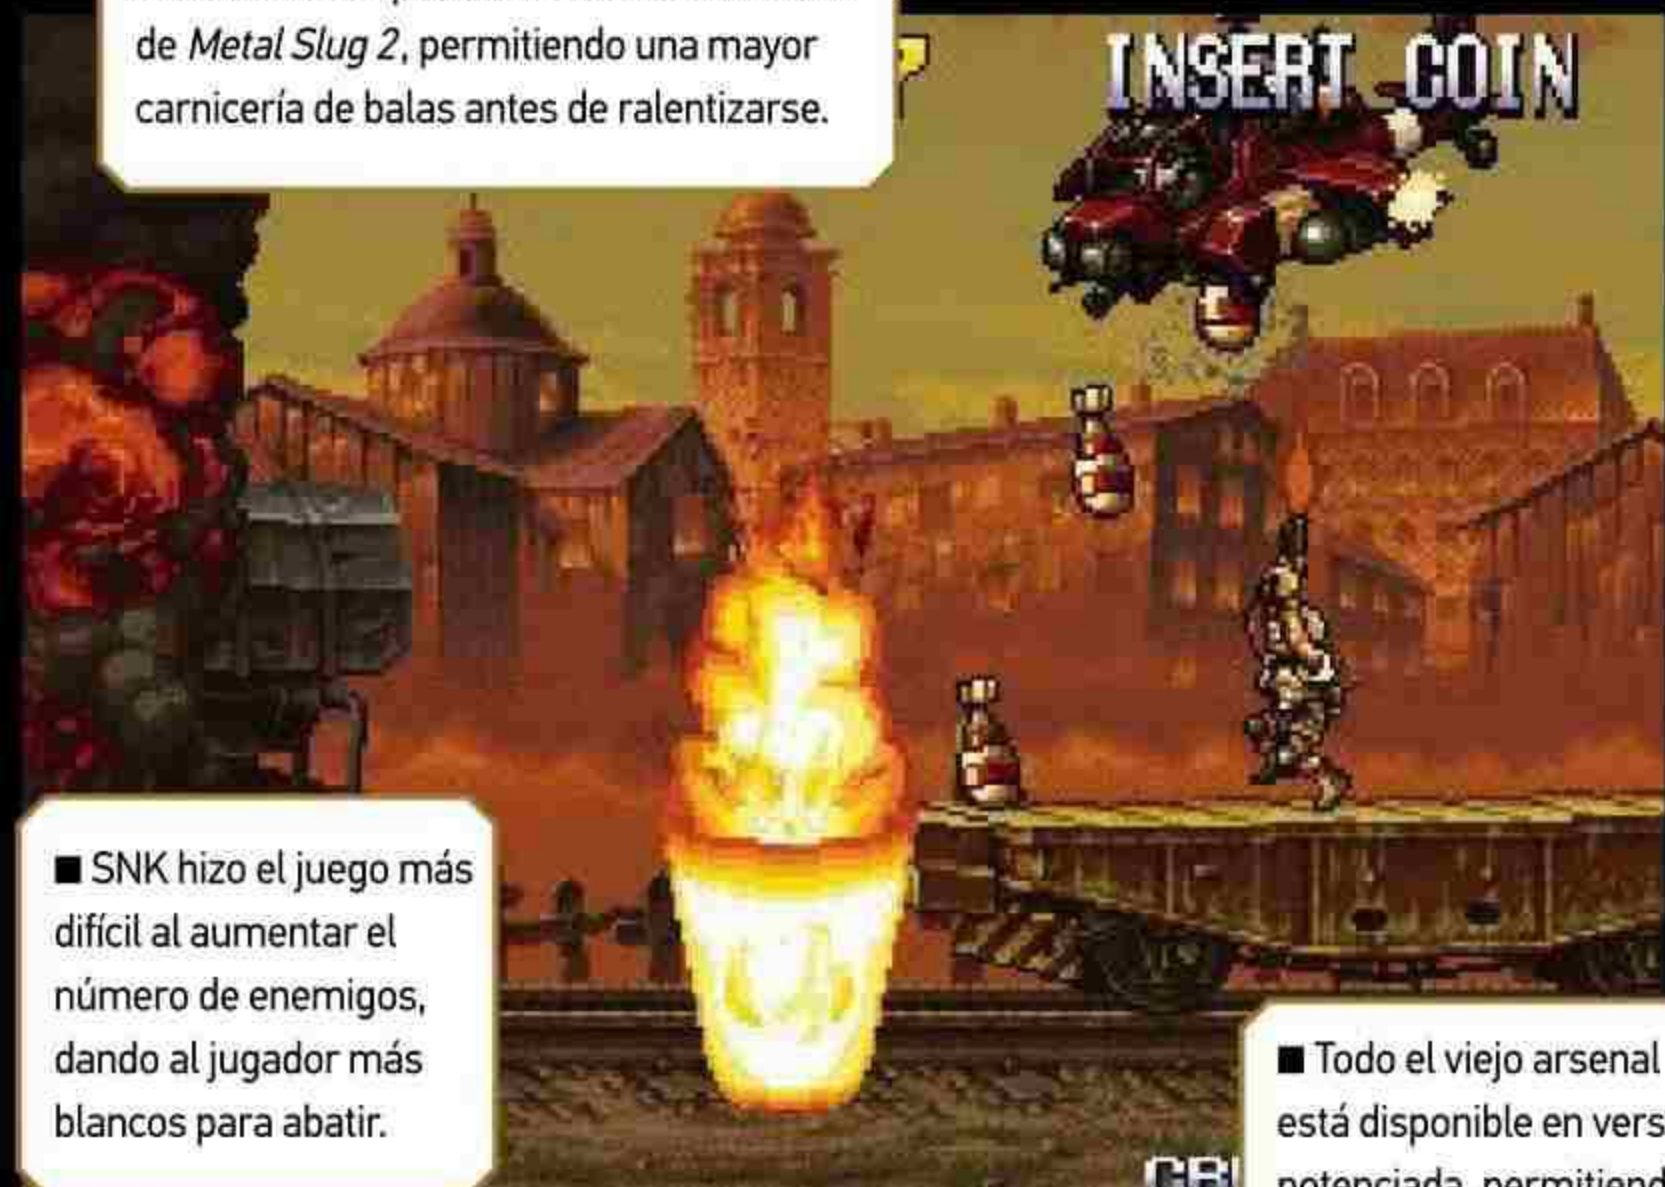 de Metal Slug 2, permitiendo una mayor
carnicería de balas antes de ralentizarse.
INSERT COIN
■ SNK hizo el juego más
difícil al aumentar el
número de enemigos,
dando al jugador más
blancos para abatir.
■ Todo el viejo arsenal
está disponible en vers
potenciada, permitiend